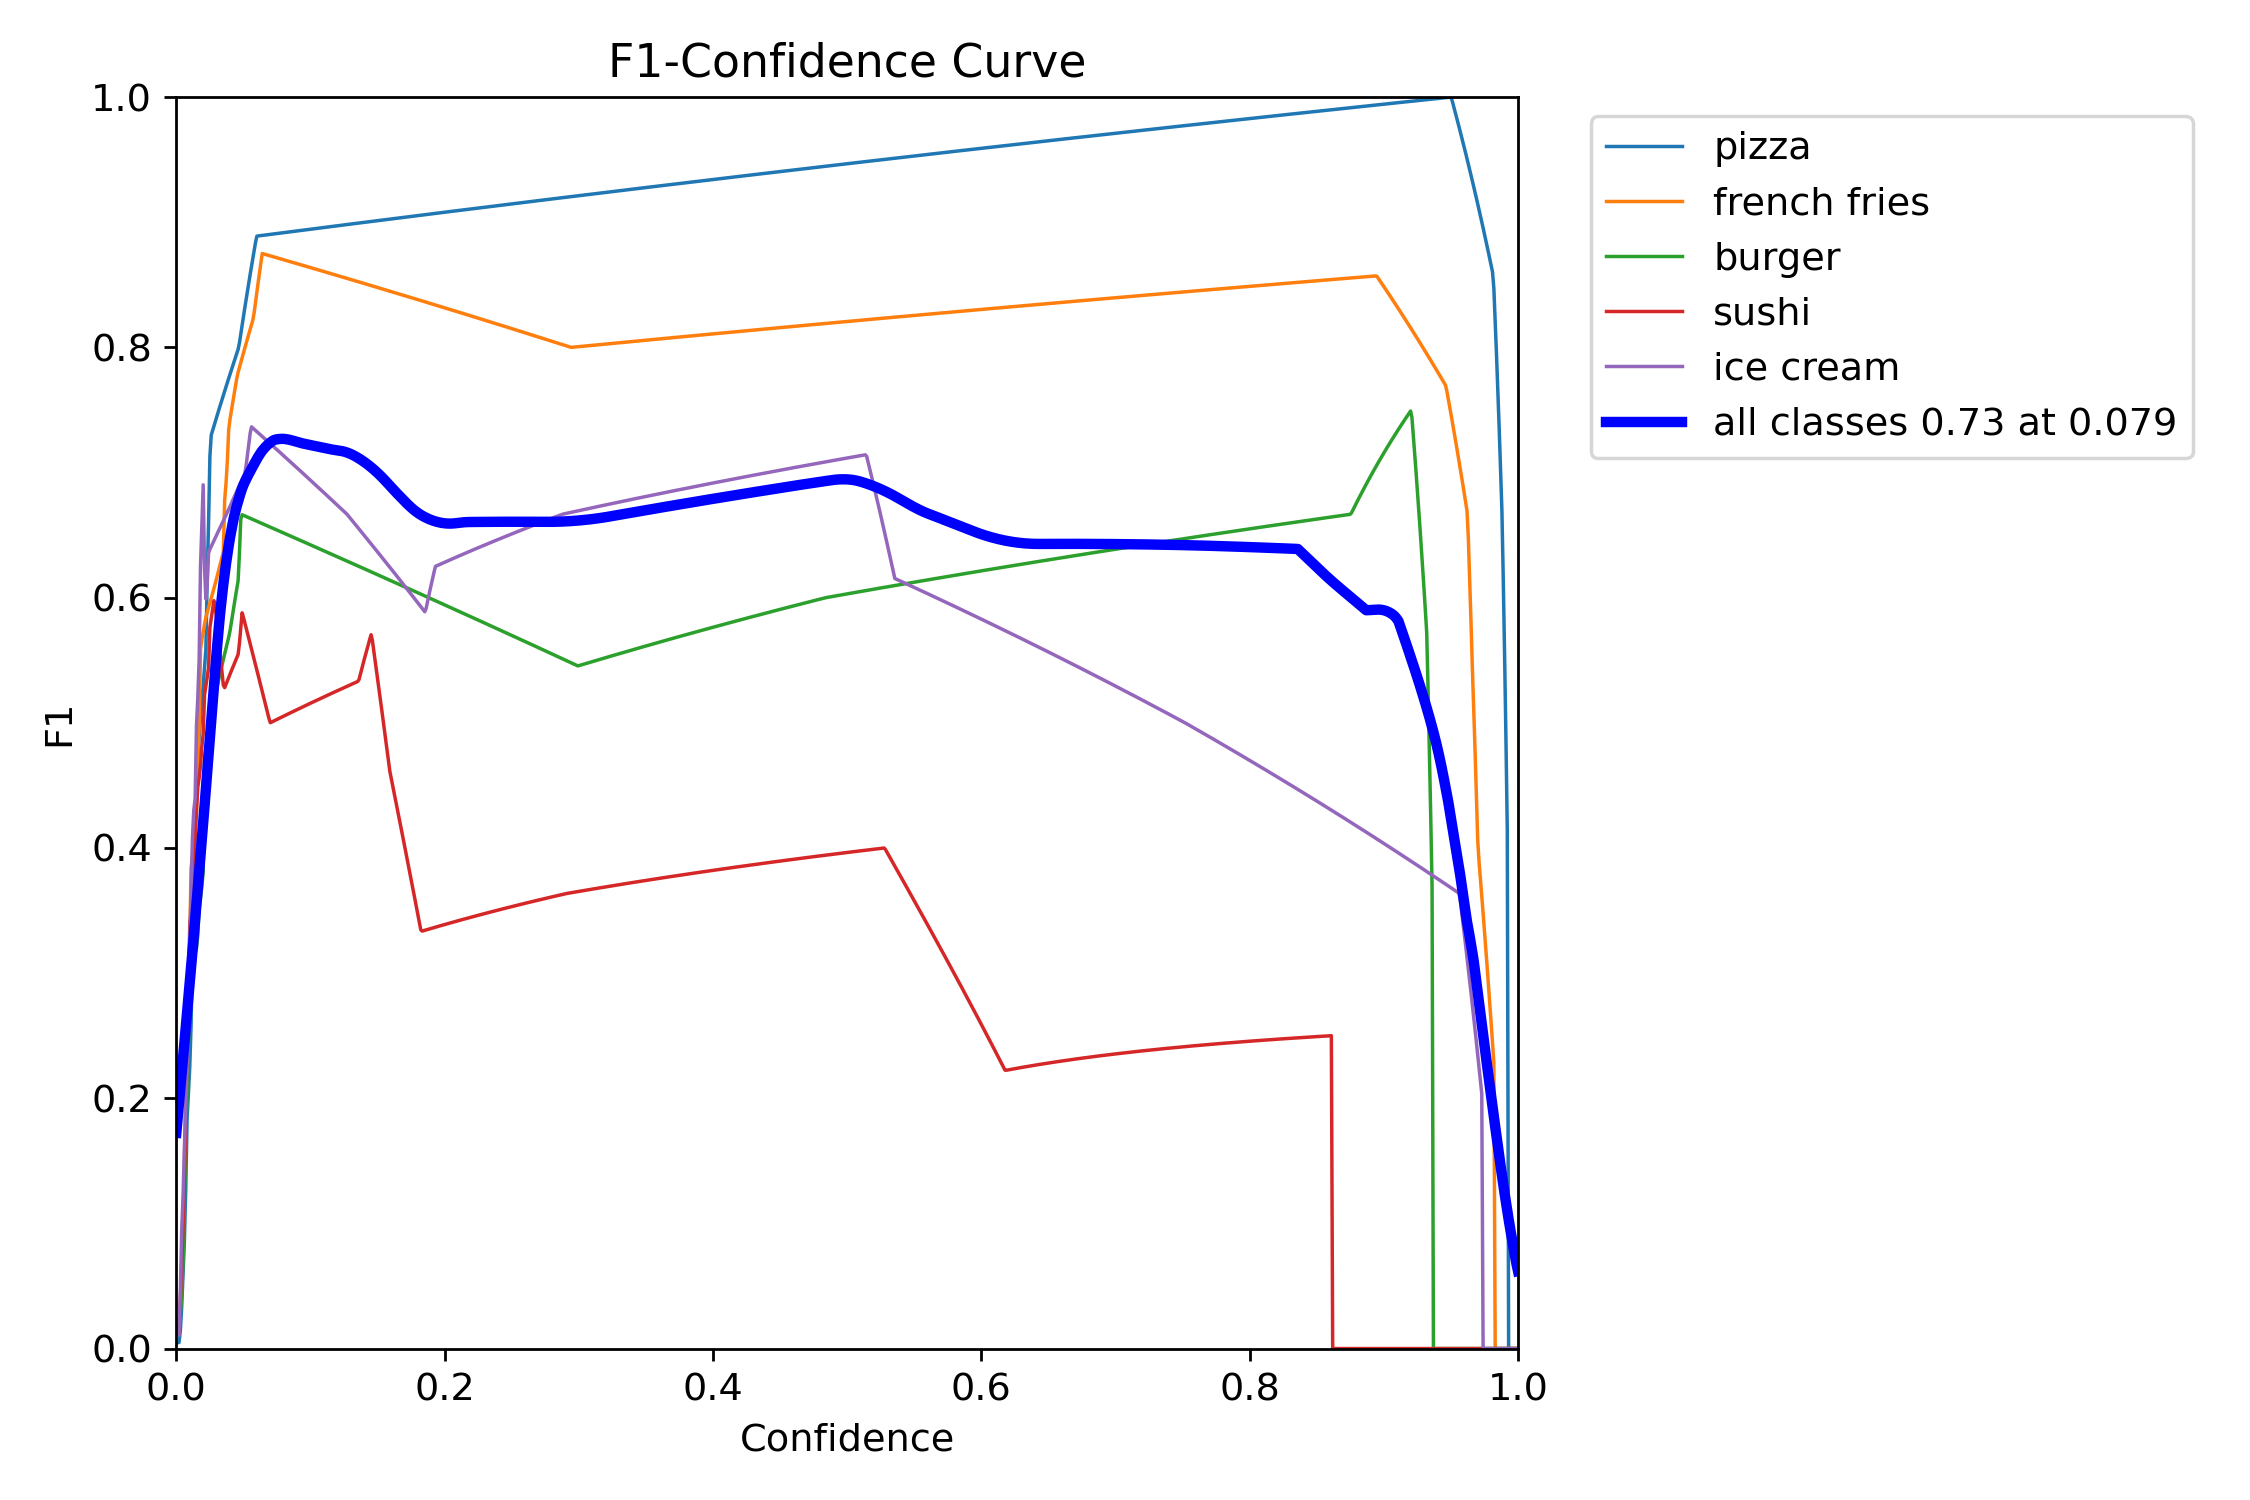 F1-Confidence Curve
1.0
0.8
0.6
0.4
0.2
0.0
F1
0.0 0.2 0.4 0.6 0.8 1.0
Confidence
pizza
french fries
burger
sushi
ice cream
all classes 0.73 at 0.079